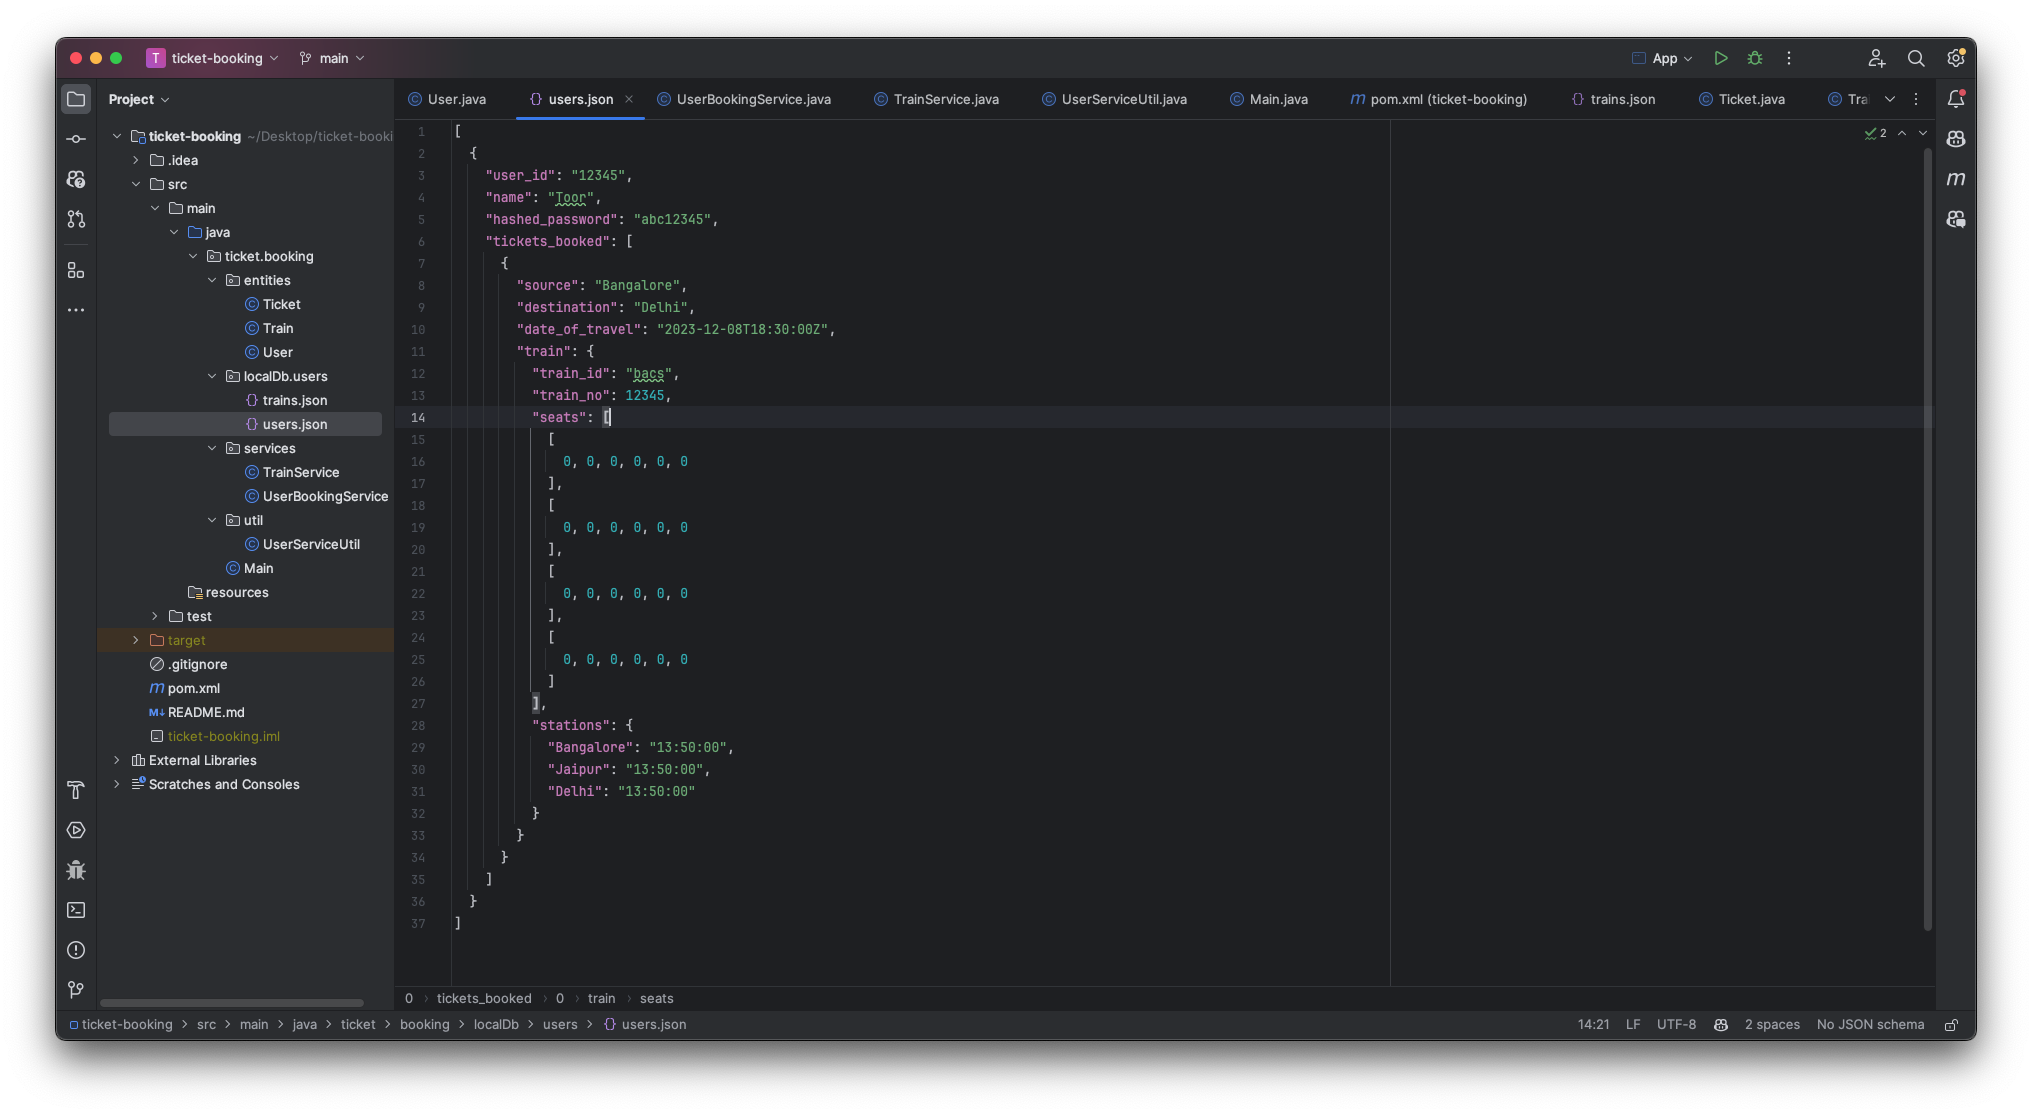 T ticket-booking main App
Project
User.java users.json UserBookingService.java TrainService.java UserServiceUtil.java Main.java pom.xml (ticket-booking) trains.json Ticket.java Tra
ticket-booking ~/Desktop/ticket-booki
.idea
src
main
java
ticket.booking
entities
Ticket
Train
User
localDb.users
trains.json
users.json
services
TrainService
UserBookingService
util
UserServiceUtil
Main
resources
test
target
.gitignore
pom.xml
README.md
ticket-booking.iml
External Libraries
Scratches and Consoles
2
1 [
2 {
3 "user_id": "12345",
4 "name": "Toor",
5 "hashed_password": "abc12345",
6 "tickets_booked": [
7 {
8 "source": "Bangalore",
9 "destination": "Delhi",
10 "date_of_travel": "2023-12-08T18:30:00Z",
11 "train": {
12 "train_id": "bacs",
13 "train_no": 12345,
14 "seats": [
15 [
16 0, 0, 0, 0, 0, 0
17 ],
18 [
19 0, 0, 0, 0, 0, 0
20 ],
21 [
22 0, 0, 0, 0, 0, 0
23 ],
24 [
25 0, 0, 0, 0, 0, 0
26 ]
27 ],
28 "stations": {
29 "Bangalore": "13:50:00",
30 "Jaipur": "13:50:00",
31 "Delhi": "13:50:00"
32 }
33 }
34 }
35 ]
36 }
37 ]
0 › tickets_booked › 0 › train › seats
ticket-booking > src > main > java > ticket > booking > localDb > users > {} users.json 14:21 LF UTF-8 2 spaces No JSON schema